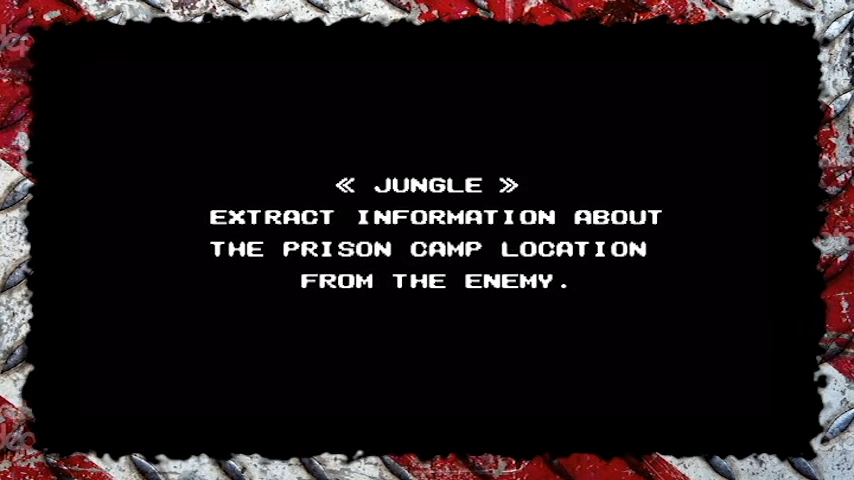 ≪ JUNGLE ≫
EXTRACT INFORMATION ABOUT
THE PRISON CAMP LOCATION
FROM THE ENEMY.